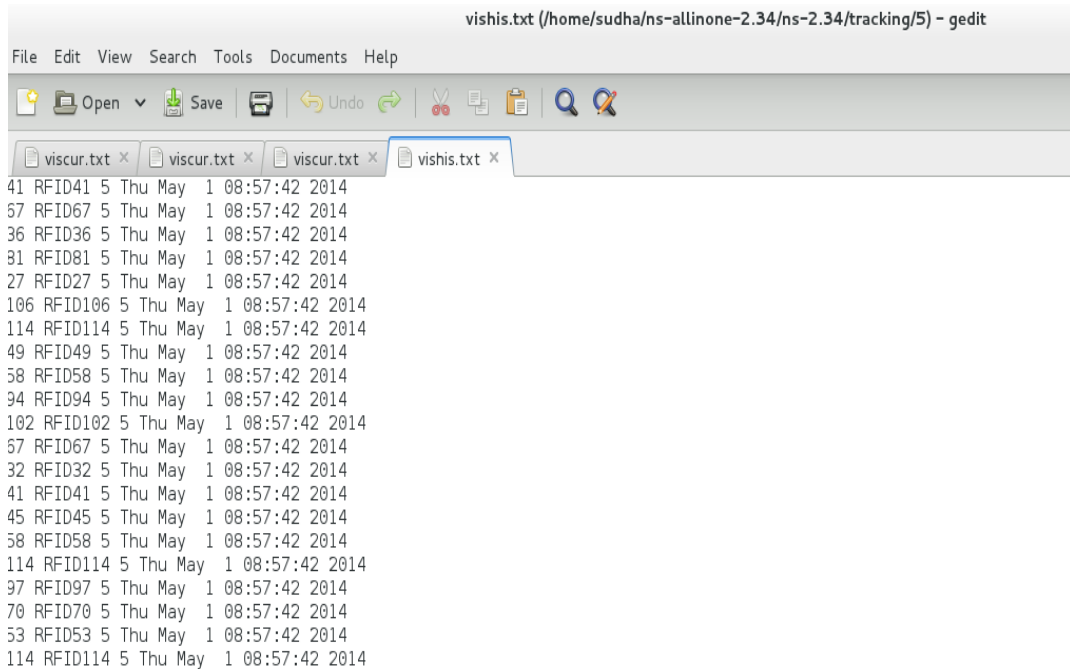 vishis.txt (/home/sudha/ns-allinone-2.34/ns-2.34/tracking/5) – gedit
File Edit View Search Tools Documents Help
Open Save Undo
viscur.txt × viscur.txt × viscur.txt × vishis.txt ×
41 RFID41 5 Thu May  1 08:57:42 2014
67 RFID67 5 Thu May  1 08:57:42 2014
36 RFID36 5 Thu May  1 08:57:42 2014
81 RFID81 5 Thu May  1 08:57:42 2014
27 RFID27 5 Thu May  1 08:57:42 2014
106 RFID106 5 Thu May  1 08:57:42 2014
114 RFID114 5 Thu May  1 08:57:42 2014
49 RFID49 5 Thu May  1 08:57:42 2014
58 RFID58 5 Thu May  1 08:57:42 2014
94 RFID94 5 Thu May  1 08:57:42 2014
102 RFID102 5 Thu May  1 08:57:42 2014
67 RFID67 5 Thu May  1 08:57:42 2014
32 RFID32 5 Thu May  1 08:57:42 2014
41 RFID41 5 Thu May  1 08:57:42 2014
45 RFID45 5 Thu May  1 08:57:42 2014
58 RFID58 5 Thu May  1 08:57:42 2014
114 RFID114 5 Thu May  1 08:57:42 2014
97 RFID97 5 Thu May  1 08:57:42 2014
70 RFID70 5 Thu May  1 08:57:42 2014
53 RFID53 5 Thu May  1 08:57:42 2014
114 RFID114 5 Thu May  1 08:57:42 2014